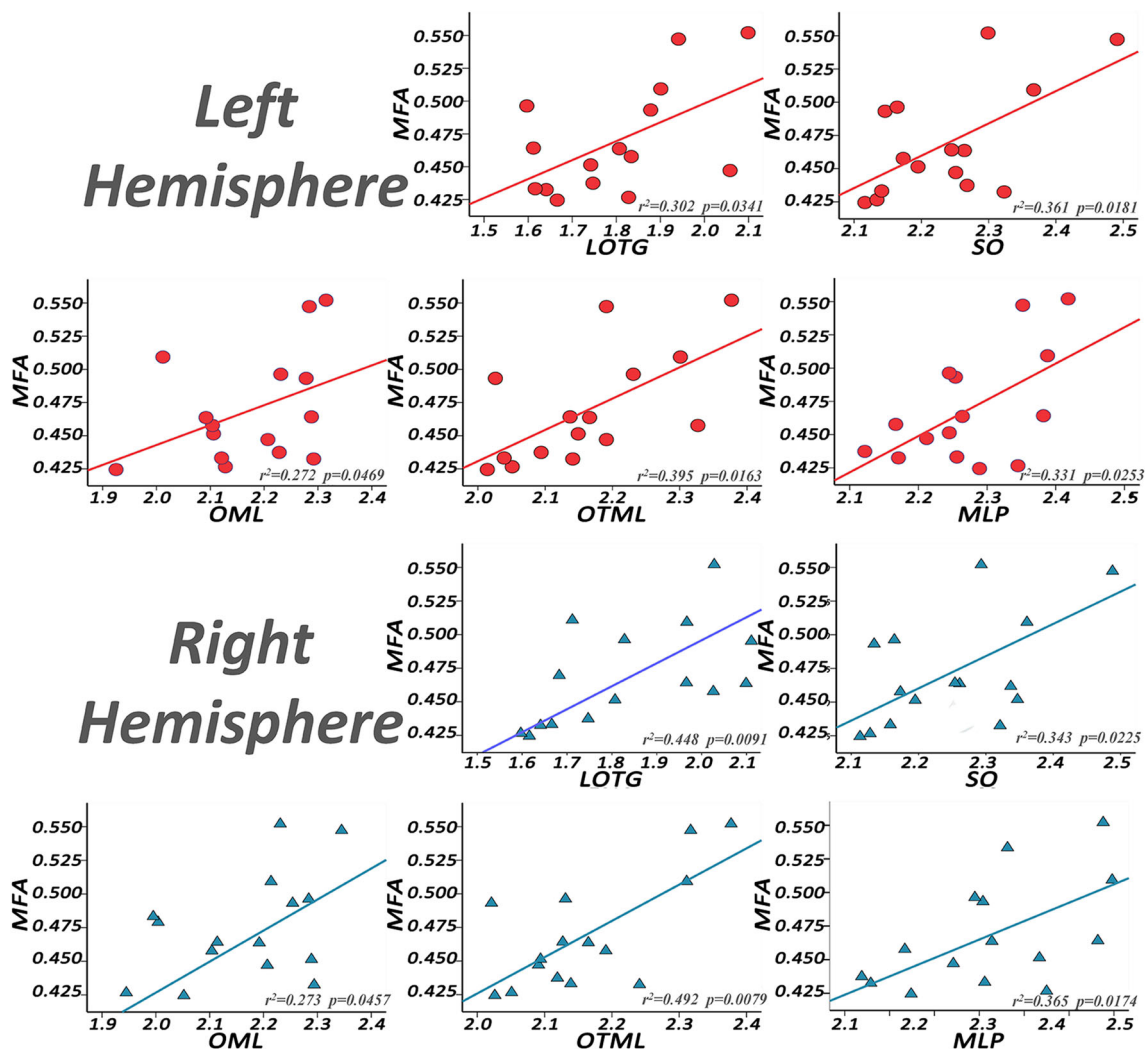 Left
Hemisphere
MFA
0.550
0.525
0.500
0.475
0.450
0.425
r²=0.302 p=0.0341
1.5 1.6 1.7 1.8 1.9 2.0 2.1
LOTG
MFA
0.550
0.525
0.500
0.475
0.450
0.425
r²=0.361 p=0.0181
2.1 2.2 2.3 2.4 2.5
SO
MFA
0.550
0.525
0.500
0.475
0.450
0.425
r²=0.272 p=0.0469
1.9 2.0 2.1 2.2 2.3 2.4
OML
MFA
0.550
0.525
0.500
0.475
0.450
0.425
r²=0.395 p=0.0163
2.0 2.1 2.2 2.3 2.4
OTML
MFA
0.550
0.525
0.500
0.475
0.450
0.425
r²=0.331 p=0.0253
2.1 2.2 2.3 2.4 2.5
MLP
Right
Hemisphere
MFA
0.550
0.525
0.500
0.475
0.450
0.425
r²=0.448 p=0.0091
1.5 1.6 1.7 1.8 1.9 2.0 2.1
LOTG
MFA
0.550
0.525
0.500
0.475
0.450
0.425
r²=0.343 p=0.0225
2.1 2.2 2.3 2.4 2.5
SO
MFA
0.550
0.525
0.500
0.475
0.450
0.425
r²=0.273 p=0.0457
1.9 2.0 2.1 2.2 2.3 2.4
OML
MFA
0.550
0.525
0.500
0.475
0.450
0.425
r²=0.492 p=0.0079
2.0 2.1 2.2 2.3 2.4
OTML
MFA
0.550
0.525
0.500
0.475
0.450
0.425
r²=0.365 p=0.0174
2.1 2.2 2.3 2.4 2.5
MLP